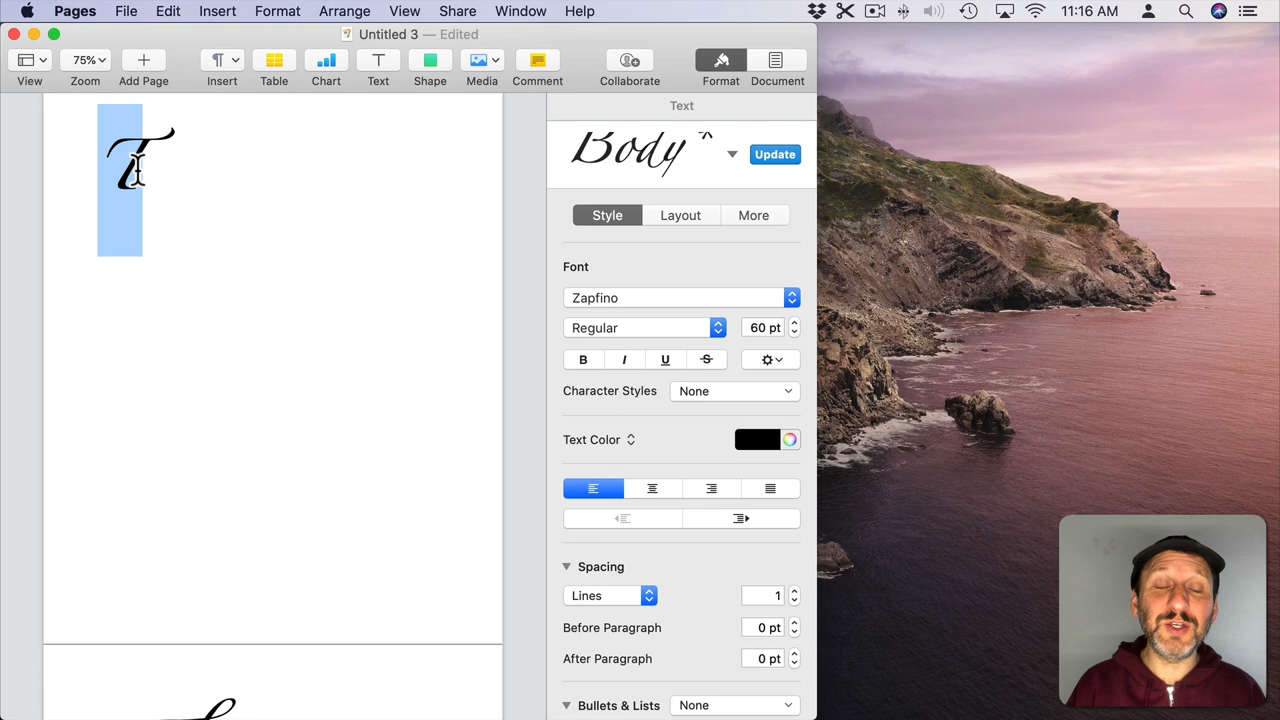 Pages File Edit Insert Format Arrange View Share Window Help 11:16 AM
Untitled 3 — Edited
75%
View Zoom Add Page Insert Table Chart Text Shape Media Comment Collaborate Format Document
Text
T
Body *
Update
Style Layout More
Font
Zapfino
Regular 60 pt
B I U S
Character Styles None
Text Color
Spacing
Lines 1
Before Paragraph 0 pt
After Paragraph 0 pt
Bullets & Lists None